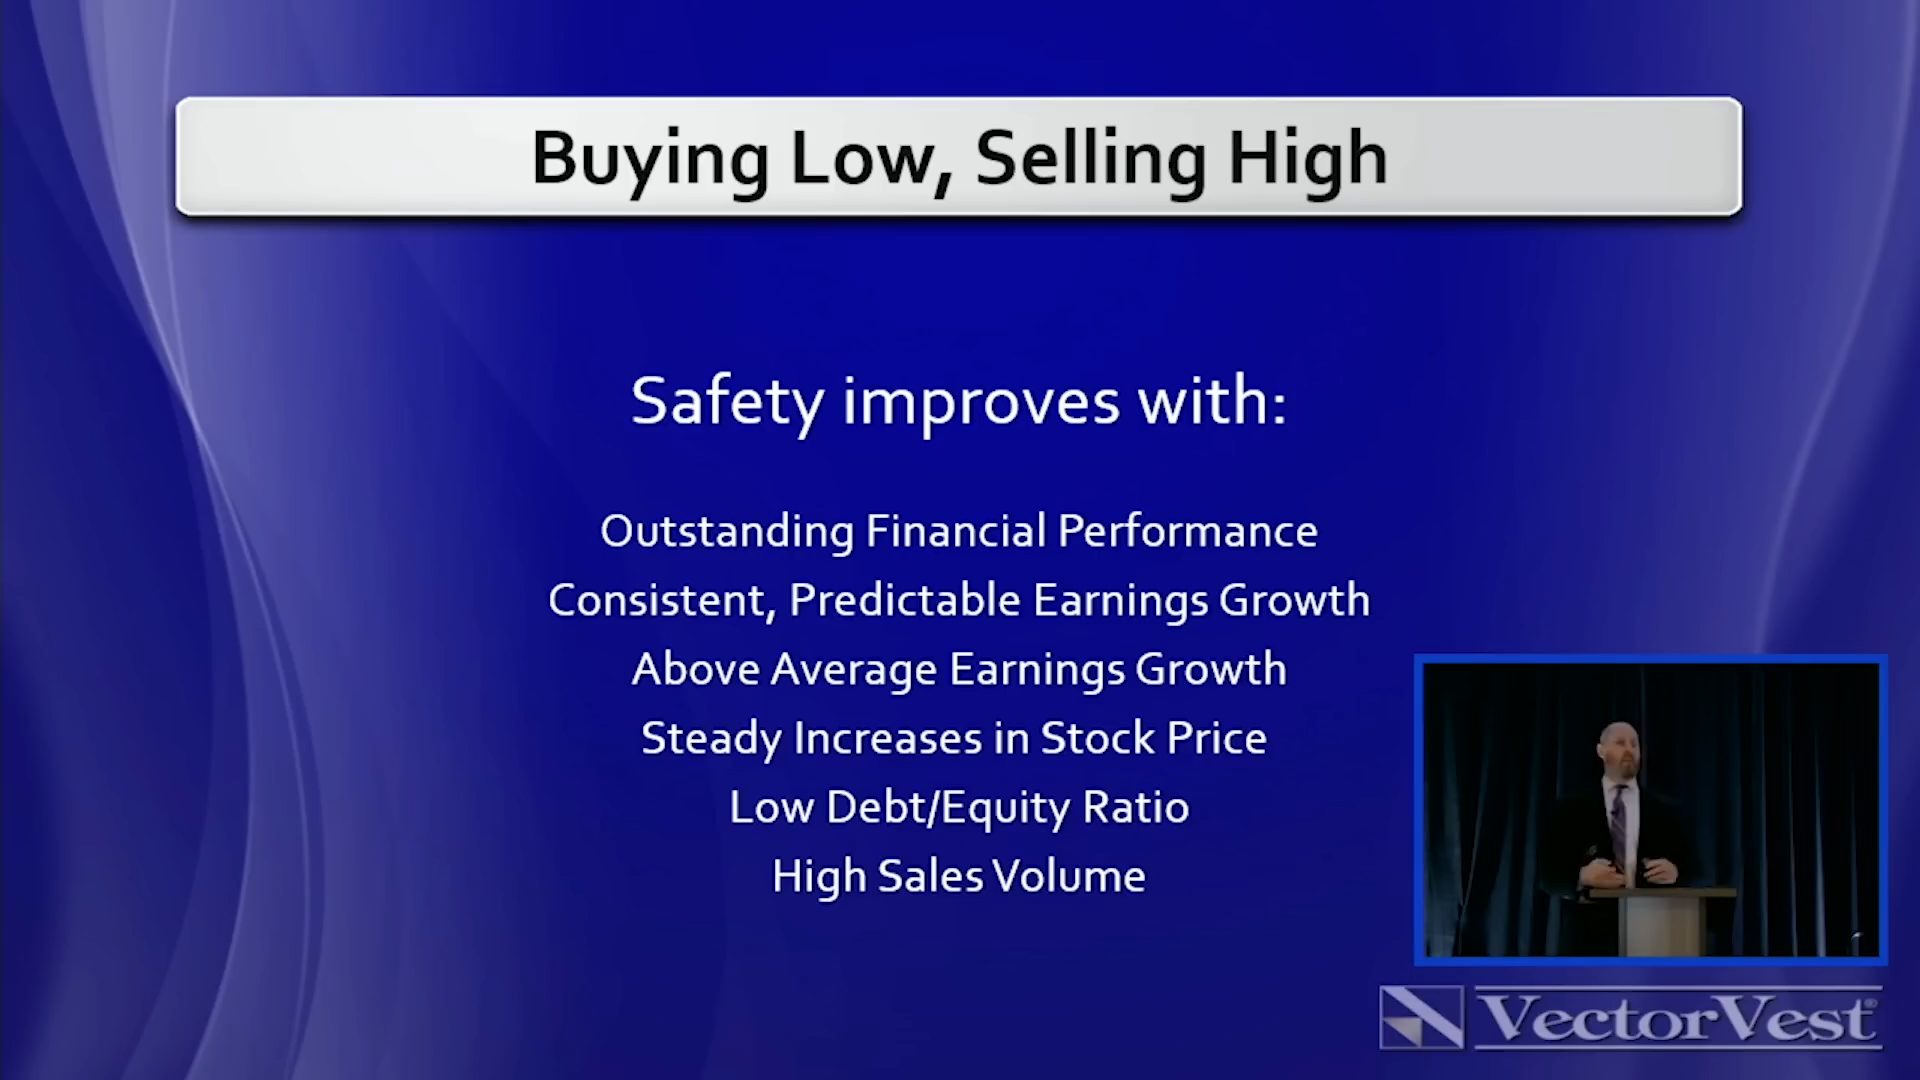 Buying Low, Selling High
Safety improves with:
Outstanding Financial Performance
Consistent, Predictable Earnings Growth
Above Average Earnings Growth
Steady Increases in Stock Price
Low Debt/Equity Ratio
High Sales Volume
VectorVest®